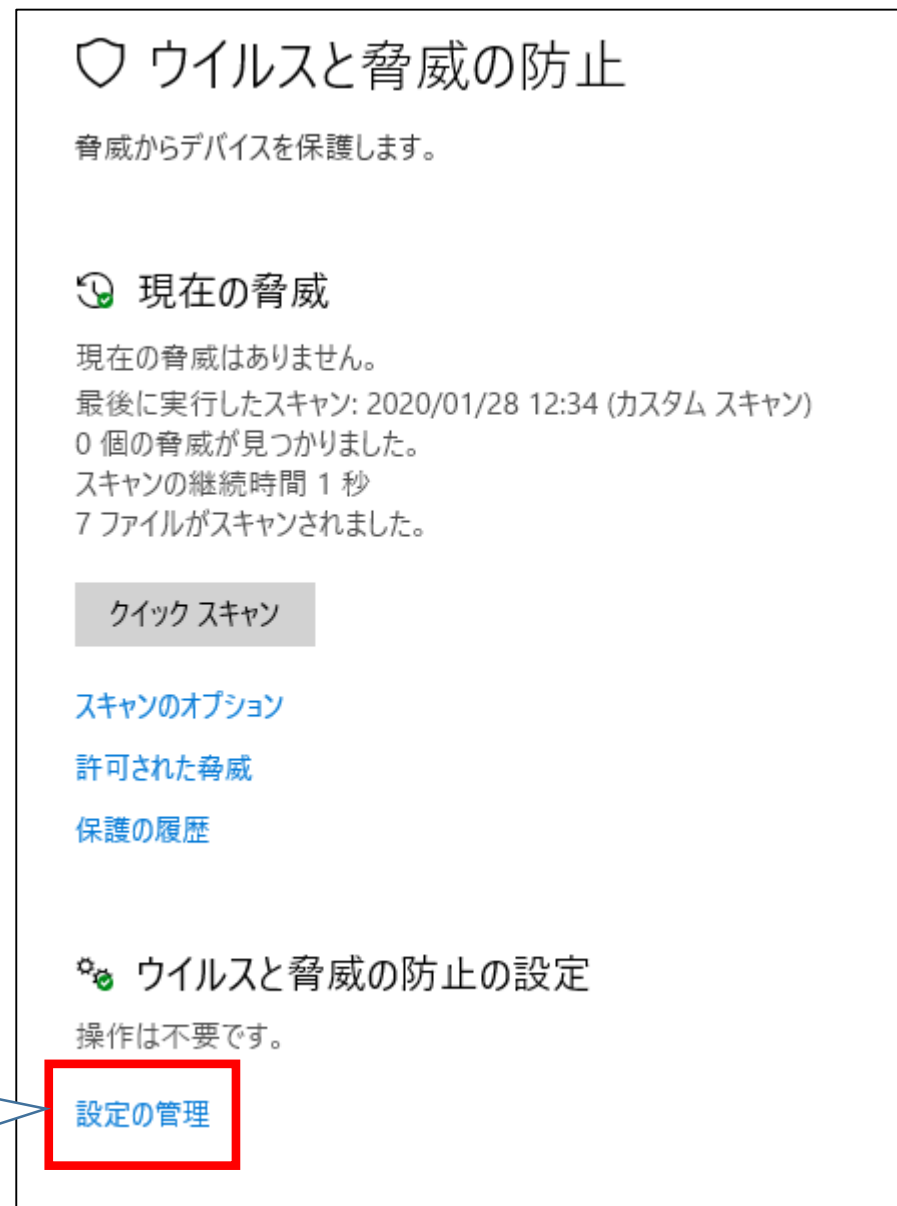 ウイルスと脅威の防止
脅威からデバイスを保護します。
現在の脅威
現在の脅威はありません。
最後に実行したスキャン: 2020/01/28 12:34 (カスタム スキャン)
0 個の脅威が見つかりました。
スキャンの継続時間 1 秒
7 ファイルがスキャンされました。
クイック スキャン
スキャンのオプション
許可された脅威
保護の履歴
ウイルスと脅威の防止の設定
操作は不要です。
設定の管理